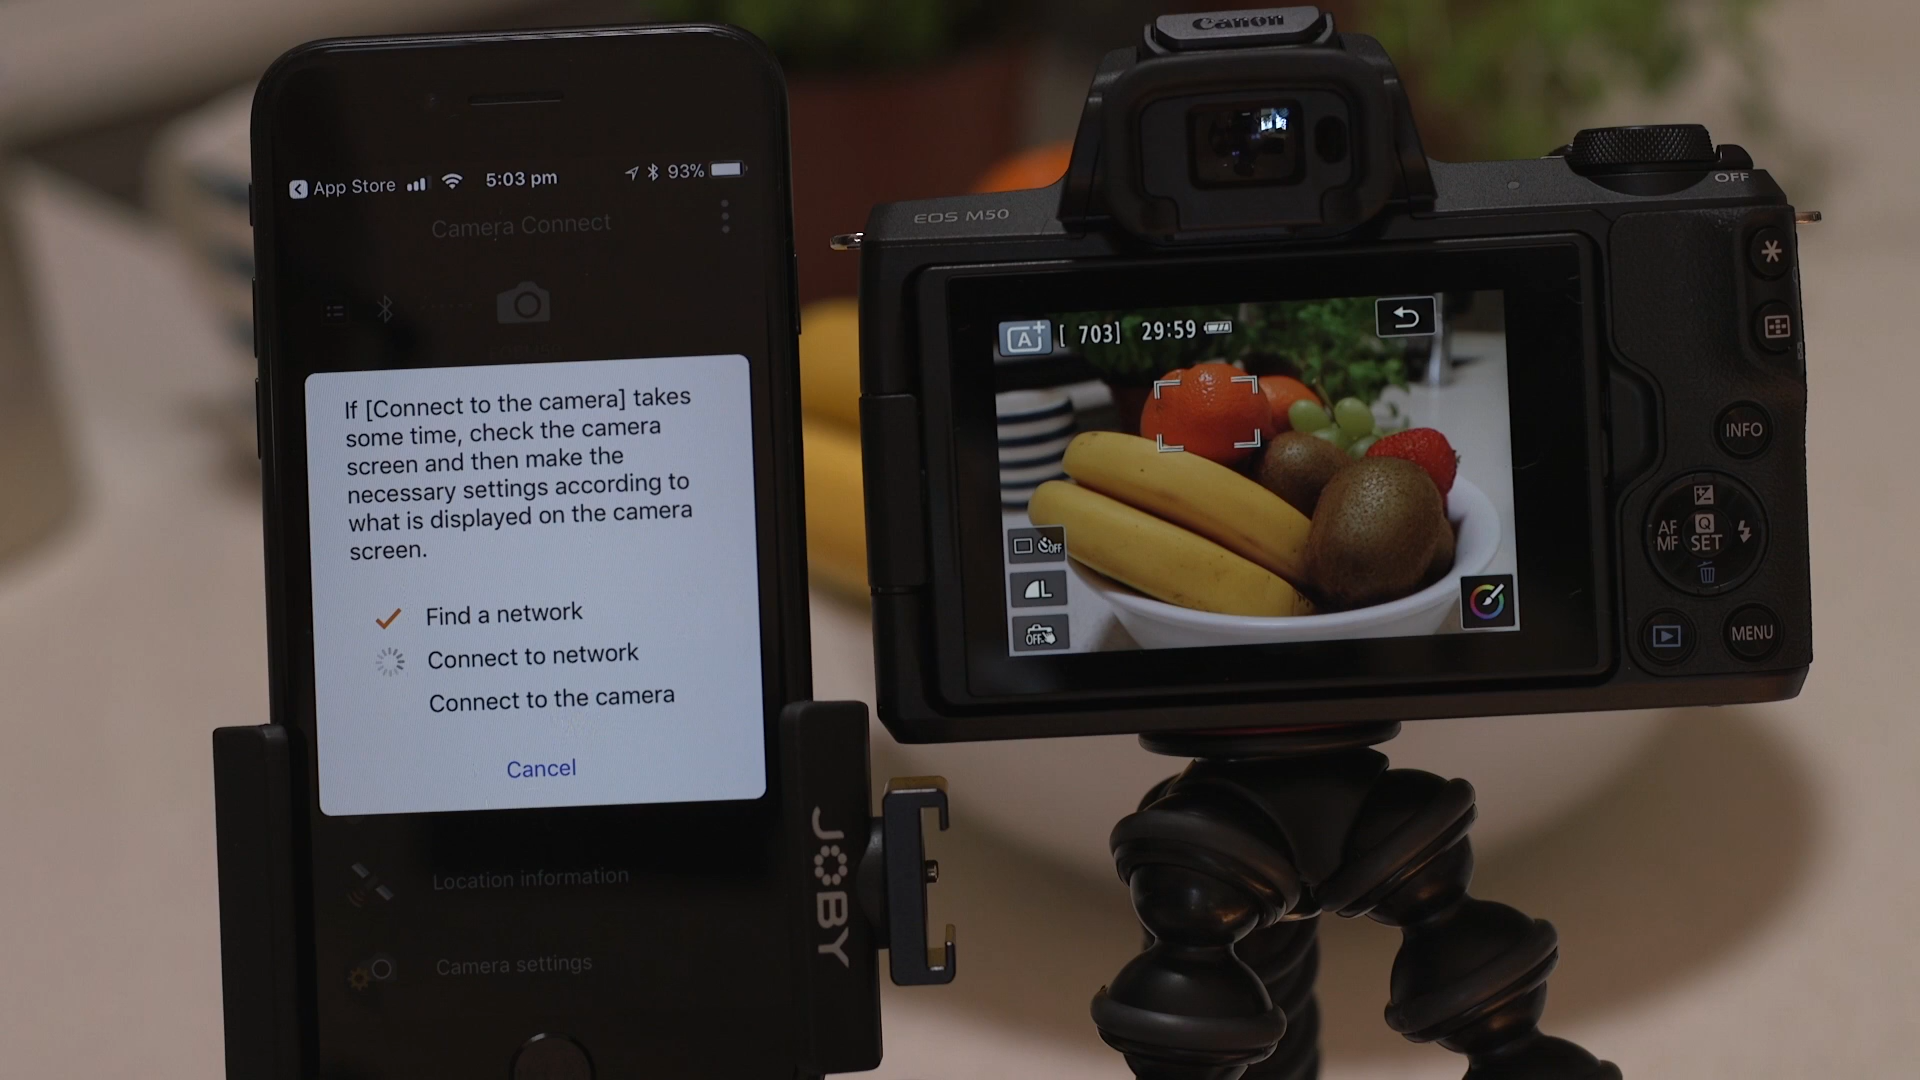 App Store
5:03 pm
93%
Camera Connect
If [Connect to the camera] takes
some time, check the camera
screen and then make the
necessary settings according to
what is displayed on the camera
screen.
Find a network
Connect to network
Connect to the camera
Cancel
Location information
Camera settings
JOBY
Canon
EOS M50
OFF
A+ [ 703] 29:59
OFF
L
OFF
INFO
AF
MF
Q
SET
MENU